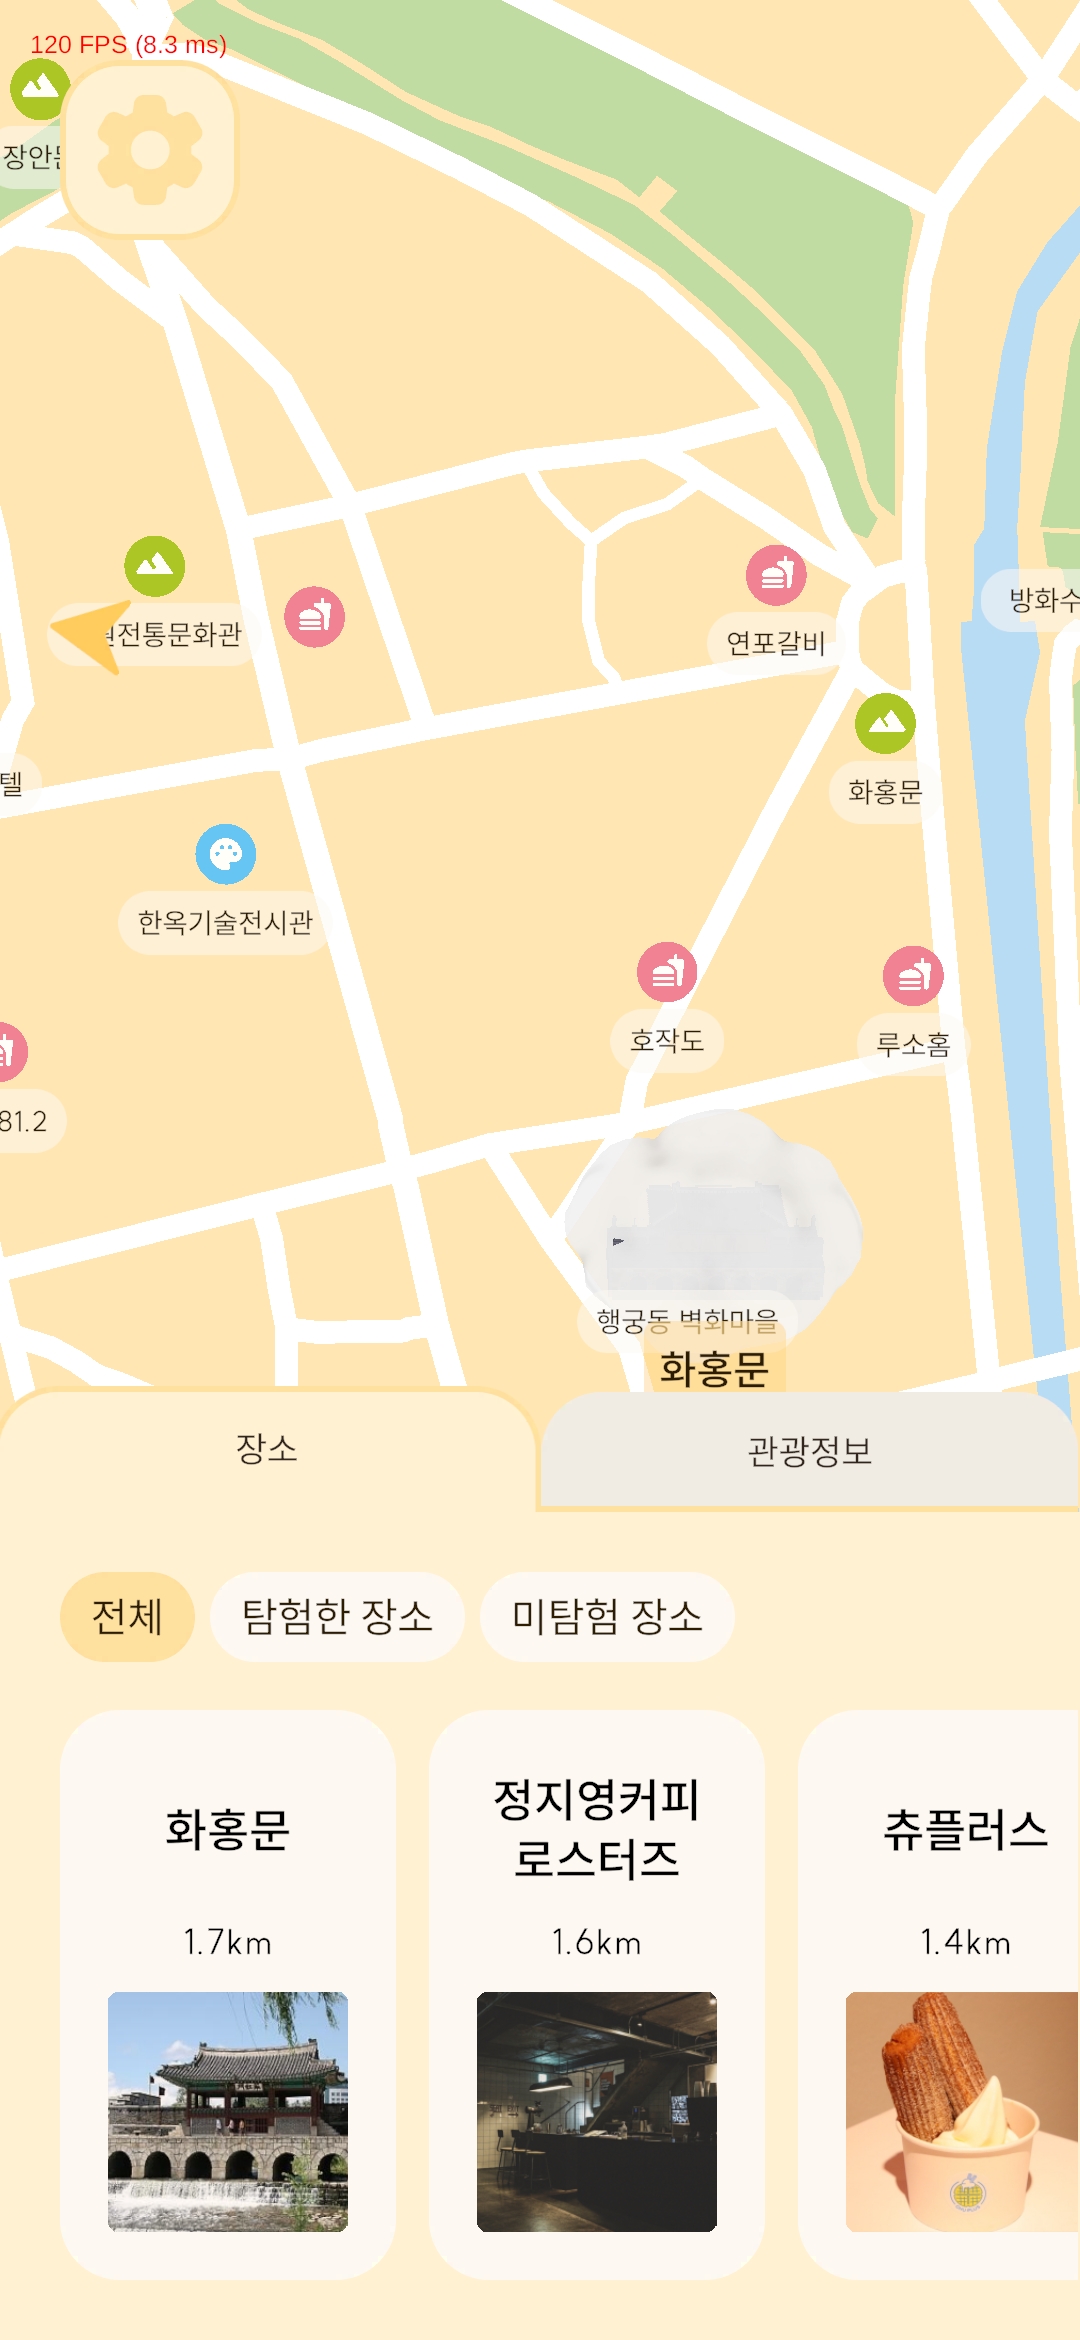 120 FPS (8.3 ms)
장안문
전통문화관
연포갈비
방화수
텔
화홍문
한옥기술전시관
호작도
루소홈
81.2
행궁동 벽화마을
화홍문
장소
관광정보
전체
탐험한 장소
미탐험 장소
화홍문
정지영커피
로스터즈
츄플러스
1.7km
1.6km
1.4km